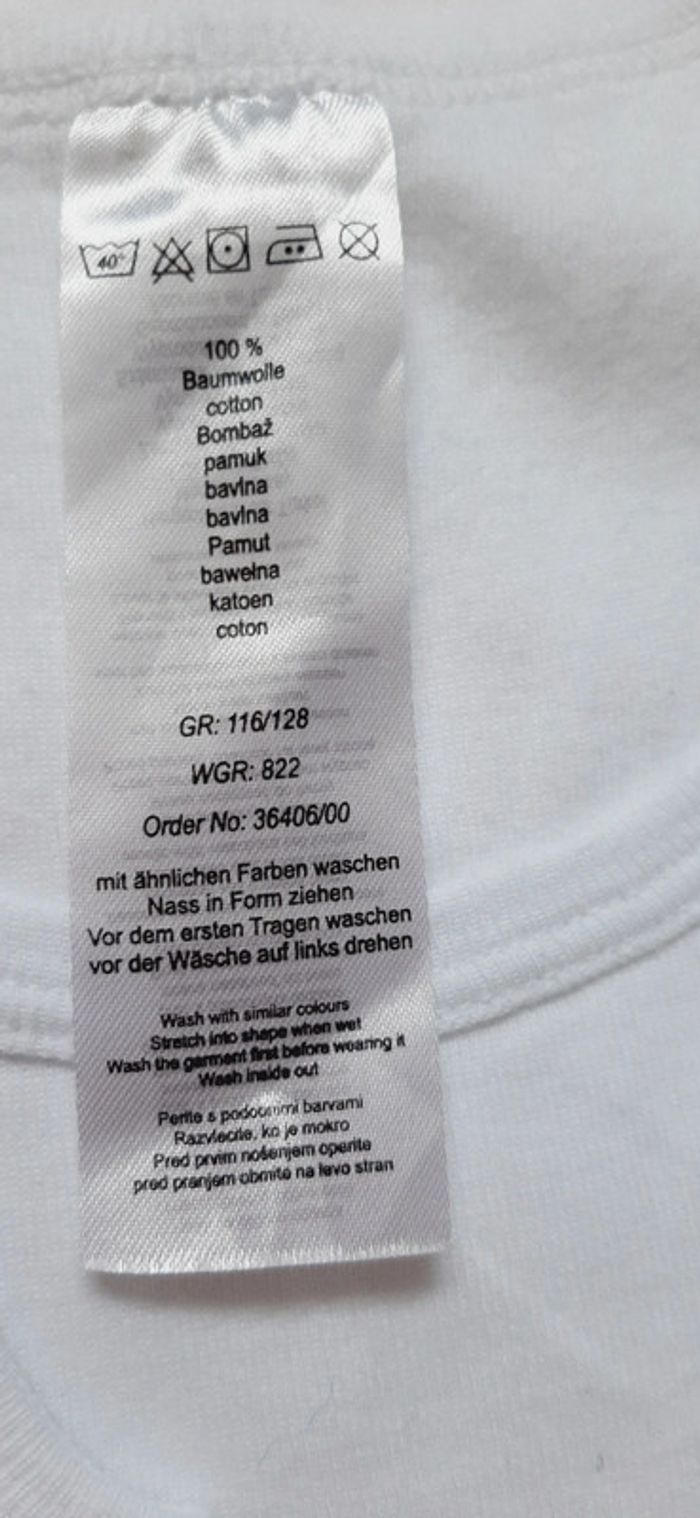 40°
100 %
Baumwolle
cotton
Bombaž
pamuk
bavlna
bavlna
Pamut
bawełna
katoen
coton
GR: 116/128
WGR: 822
Order No: 36406/00
mit ähnlichen Farben waschen
Nass in Form ziehen
Vor dem ersten Tragen waschen
vor der Wäsche auf links drehen
Wash with similar colours
Stretch into shape when wet
Wash the garment first before wearing it
Wash inside out
Perite s podobnimi barvami
Razvlecite, ko je mokro
Pred prvim nošenjem operite
pred pranjem obrnite na levo stran